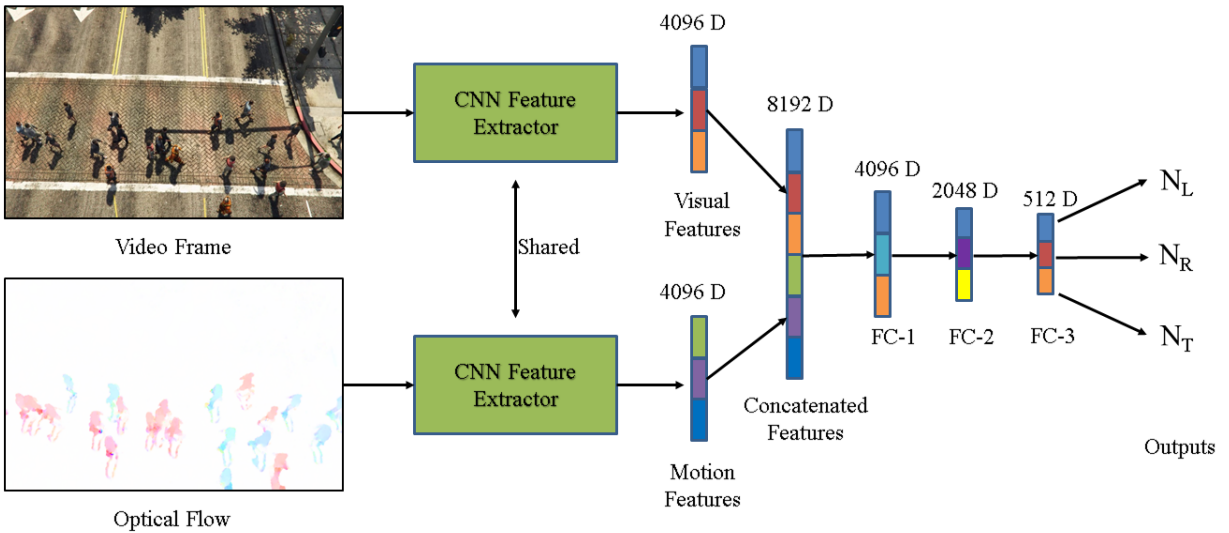 4096 D
CNN Feature
Extractor
Visual
Features
Video Frame
Shared
8192 D
4096 D
2048 D
512 D
N_L
N_R
N_T
FC-1
FC-2
FC-3
4096 D
CNN Feature
Extractor
Concatenated
Features
Motion
Features
Outputs
Optical Flow